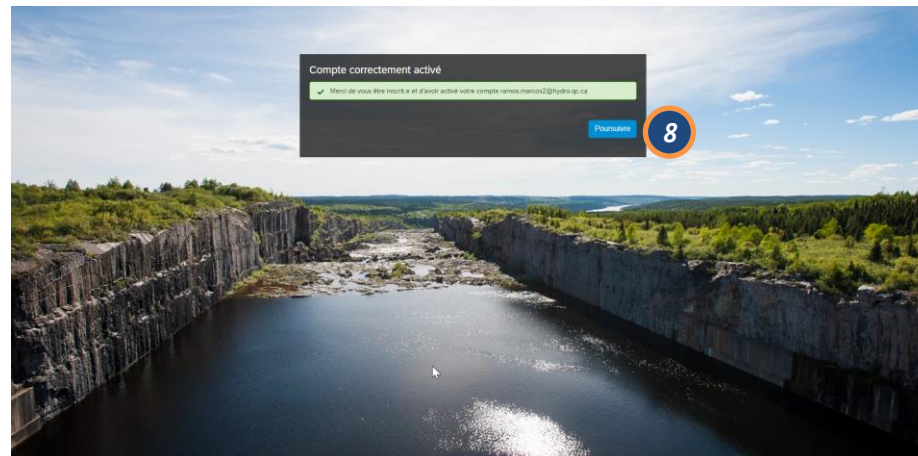 Compte correctement activé
Merci de vous être inscrit.e et d'avoir activé votre compte ramos.marcos2@hydro.qc.ca
Poursuivre
8